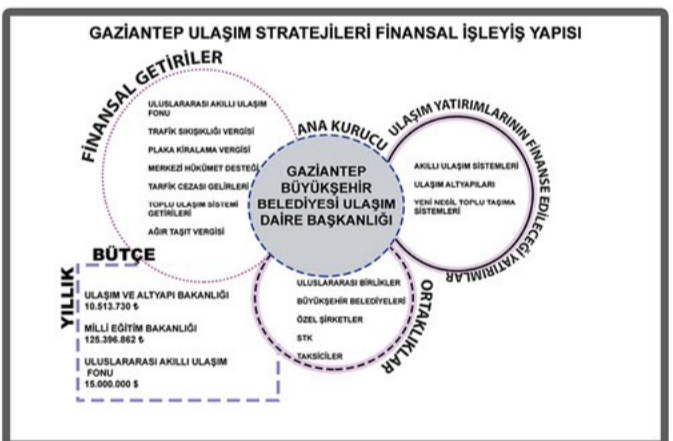 GAZİANTEP ULAŞIM STRATEJİLERİ FİNANSAL İŞLEYİŞ YAPISI
FİNANSAL GETİRİLER
ULUSLARARASI AKILLI ULAŞIM
FONU
TRAFİK SIKIŞIKLIĞI VERGİSİ
PLAKA KİRALAMA VERGİSİ
MERKEZİ HÜKÜMET DESTEĞİ
TARFİK CEZASI GELİRLERİ
TOPLU ULAŞIM SİSTEMİ
GETİRİLERİ
AĞIR TAŞIT VERGİSİ
ANA KURUCU
GAZİANTEP
BÜYÜKŞEHİR
BELEDİYESİ ULAŞIM
DAİRE BAŞKANLIĞI
ULAŞIM YATIRIMLARININ FİNANSE EDİLECEĞİ YATIRIMLAR
AKILLI ULAŞIM SİSTEMLERİ
ULAŞIM ALTYAPILARI
YENİ NESİL TOPLU TAŞIMA
SİSTEMLERİ
ORTAKLIKLAR
ULUSLARARASI BİRLİKLER
BÜYÜKŞEHİR BELEDİYELERİ
ÖZEL ŞİRKETLER
STK
TAKSİCİLER
YILLIK
BÜTÇE
ULAŞIM VE ALTYAPI BAKANLIĞI
10.513.730 ₺
MİLLİ EĞİTİM BAKANLIĞI
125.396.862 ₺
ULUSLARARASI AKILLI ULAŞIM
FONU
15.000.000 $